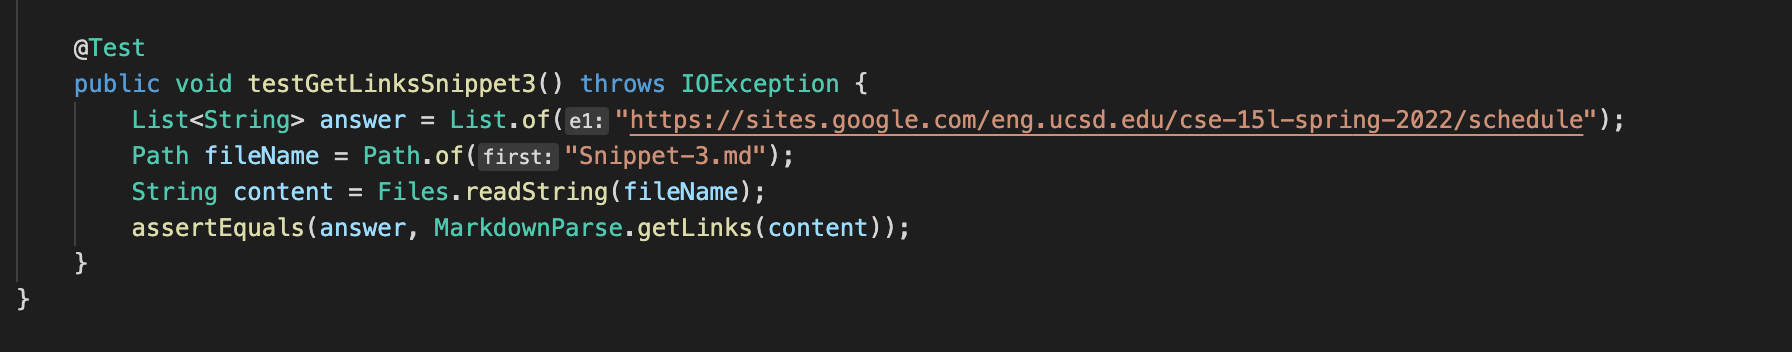 @Test
public void testGetLinksSnippet3() throws IOException {
List<String> answer = List.of(e1: "https://sites.google.com/eng.ucsd.edu/cse-15l-spring-2022/schedule");
Path fileName = Path.of(first: "Snippet-3.md");
String content = Files.readString(fileName);
assertEquals(answer, MarkdownParse.getLinks(content));
}
}